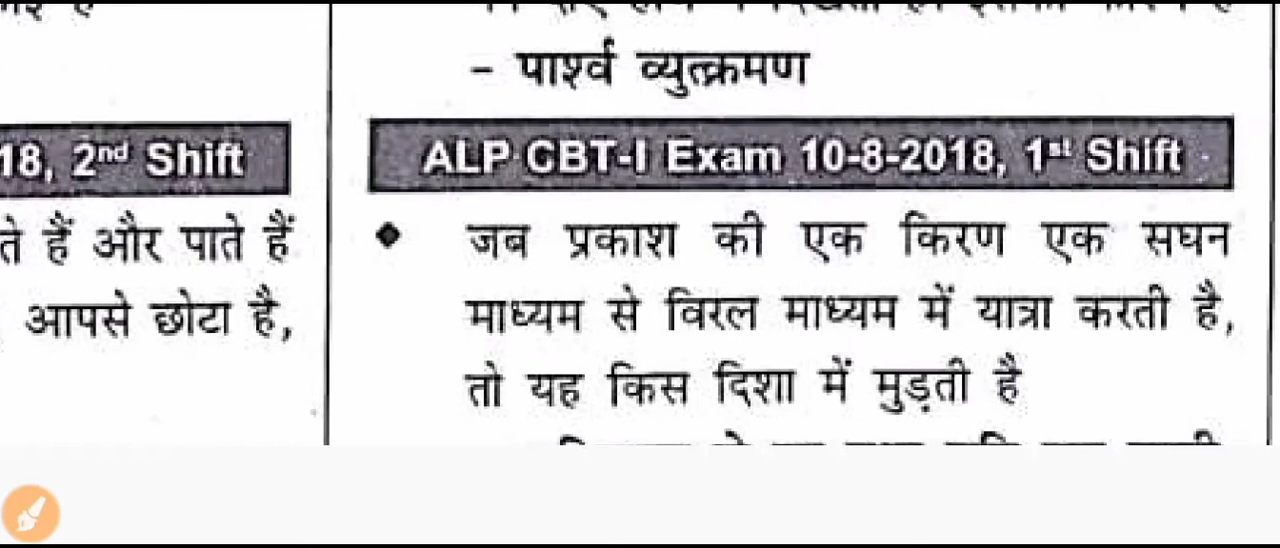 – पार्श्व व्युत्क्रमण
18, 2nd Shift
ALP CBT-I Exam 10-8-2018, 1st Shift
ते हैं और पाते हैं
आपसे छोटा है,
◆ जब प्रकाश की एक किरण एक सघन
माध्यम से विरल माध्यम में यात्रा करती है,
तो यह किस दिशा में मुड़ती है